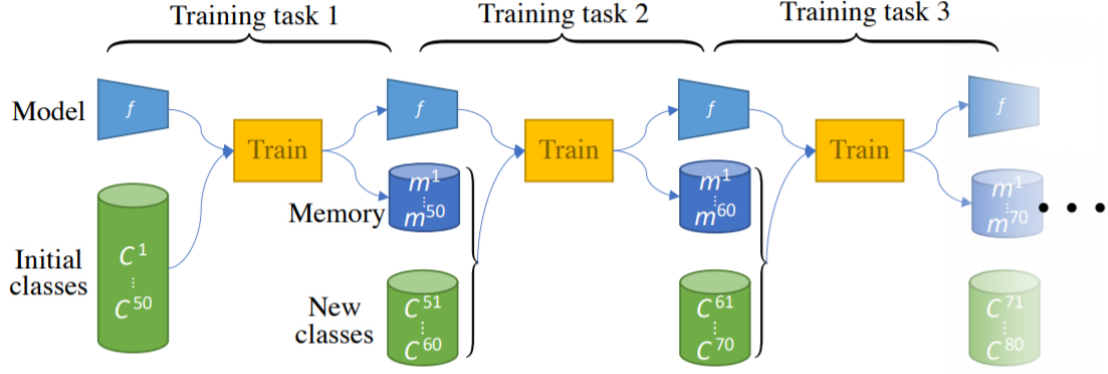 Training task 1
Training task 2
Training task 3
Model
f
f
f
f
Train
Train
Train
Memory
m¹
⋮
m⁵⁰
m¹
⋮
m⁶⁰
m¹
⋮
m⁷⁰
• • •
Initial
classes
C¹
⋮
C⁵⁰
New
classes
C⁵¹
⋮
C⁶⁰
C⁶¹
⋮
C⁷⁰
C⁷¹
⋮
C⁸⁰